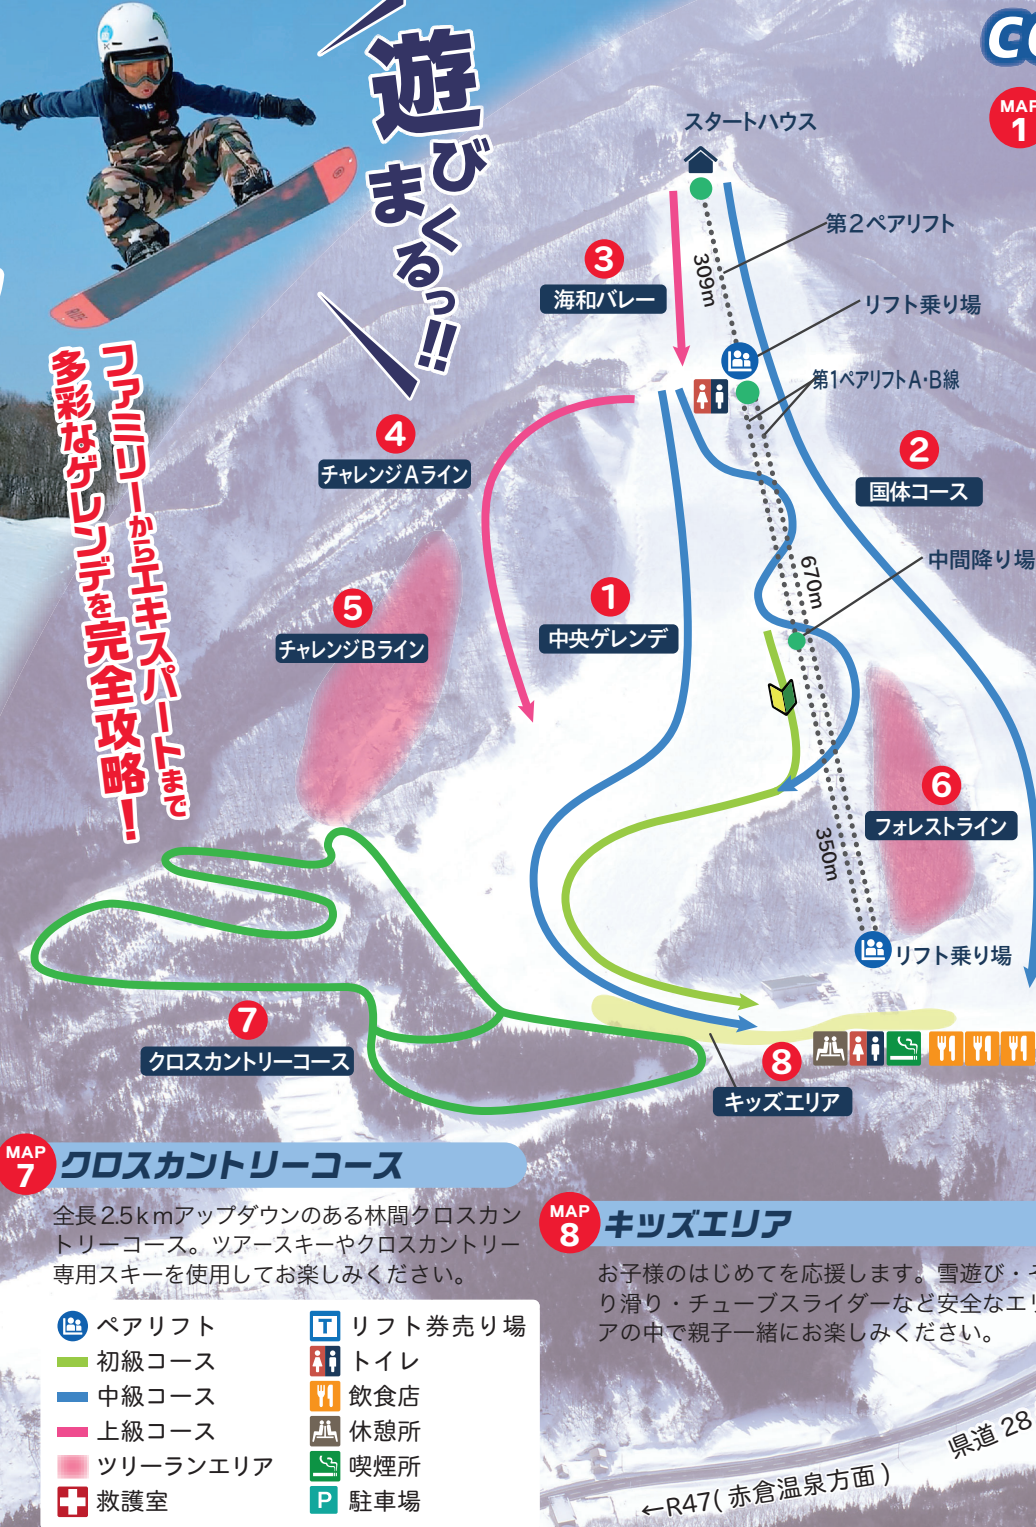 遊びまくるっ!!
ファミリーからエキスパートまで
多彩なゲレンデを完全攻略！
MAP
1
スタートハウス
第2ペアリフト
309m
3
海和バレー
リフト乗り場
第1ペアリフトA・B線
4
チャレンジAライン
2
国体コース
中間降り場
670m
5
チャレンジBライン
1
中央ゲレンデ
6
フォレストライン
350m
リフト乗り場
7
クロスカントリーコース
8
キッズエリア
MAP
7
クロスカントリーコース
全長2.5kmアップダウンのある林間クロスカン
トリーコース。ツアースキーやクロスカントリー
専用スキーを使用してお楽しみください。
MAP
8
キッズエリア
お子様のはじめてを応援します。雪遊び・そ
り滑り・チューブスライダーなど安全なエリ
アの中で親子一緒にお楽しみください。
ペアリフト
初級コース
中級コース
上級コース
ツリーランエリア
救護室
T リフト券売り場
トイレ
飲食店
休憩所
喫煙所
P 駐車場
県道28
←R47(赤倉温泉方面)